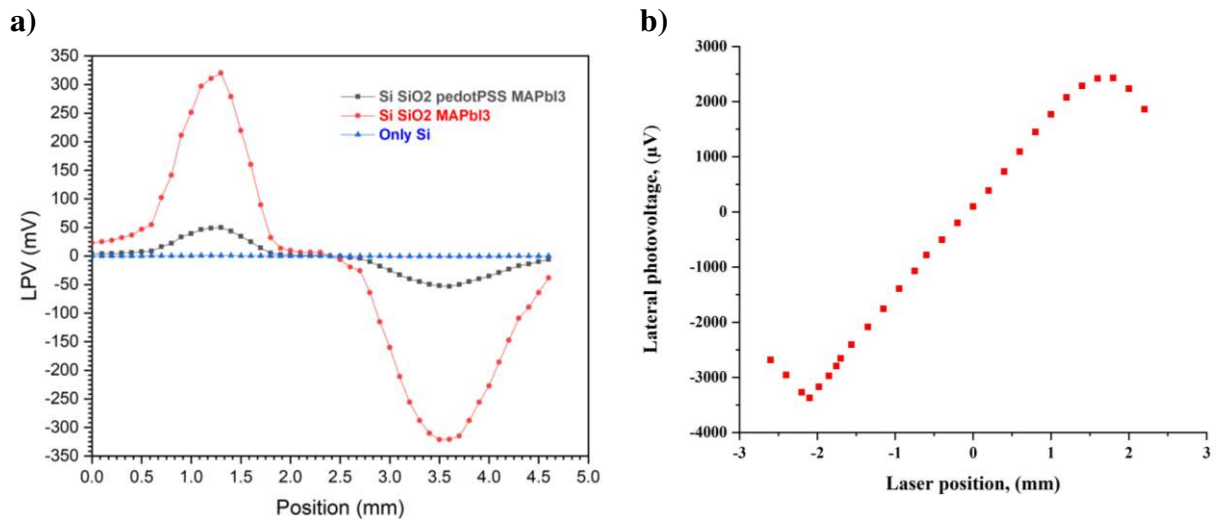 a)
350
300
250
200
150
100
50
0
-50
-100
-150
-200
-250
-300
-350
LPV (mV)
0.0 0.5 1.0 1.5 2.0 2.5 3.0 3.5 4.0 4.5 5.0
Position (mm)
Si SiO2 pedotPSS MAPbI3
Si SiO2 MAPbI3
Only Si
b)
3000
2000
1000
0
-1000
-2000
-3000
-4000
Lateral photovoltage, (µV)
-3 -2 -1 0 1 2 3
Laser position, (mm)